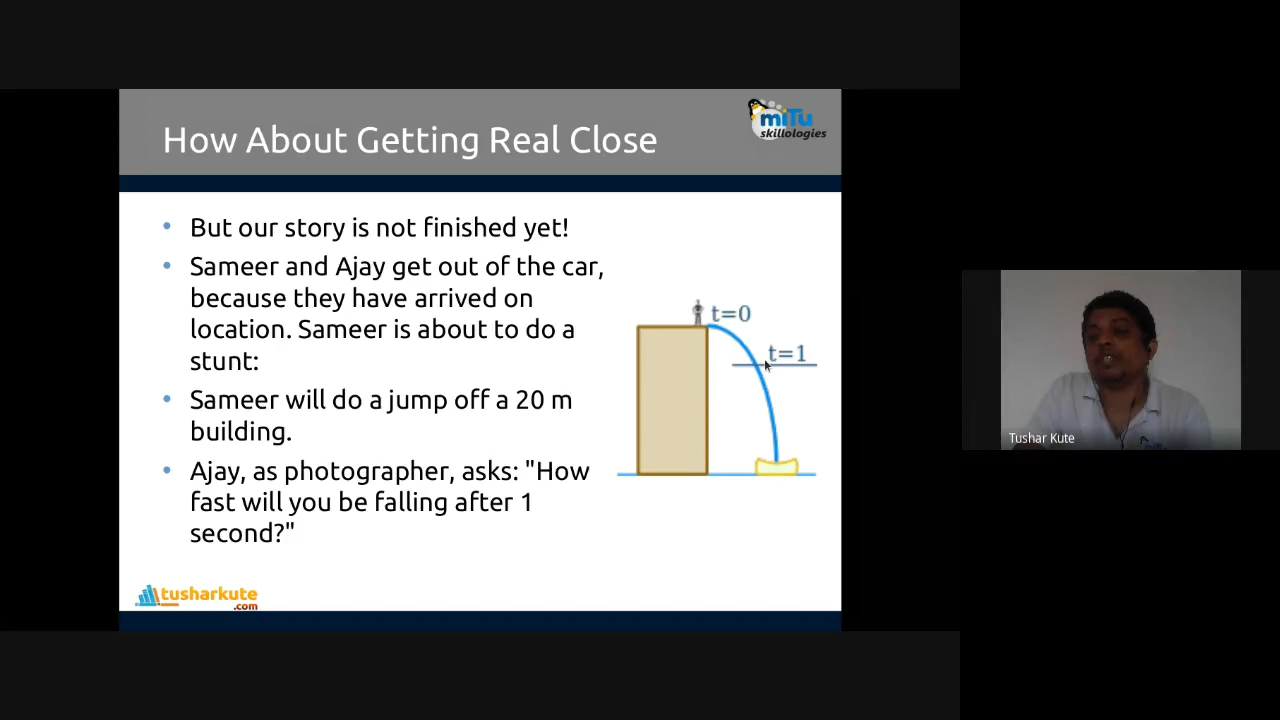 How About Getting Real Close
miTu
skillologies
• But our story is not finished yet!
• Sameer and Ajay get out of the car,
because they have arrived on
location. Sameer is about to do a
stunt:
• Sameer will do a jump off a 20 m
building.
• Ajay, as photographer, asks: "How
fast will you be falling after 1
second?"
t=0
t=1
tusharkute
.com
Tushar Kute